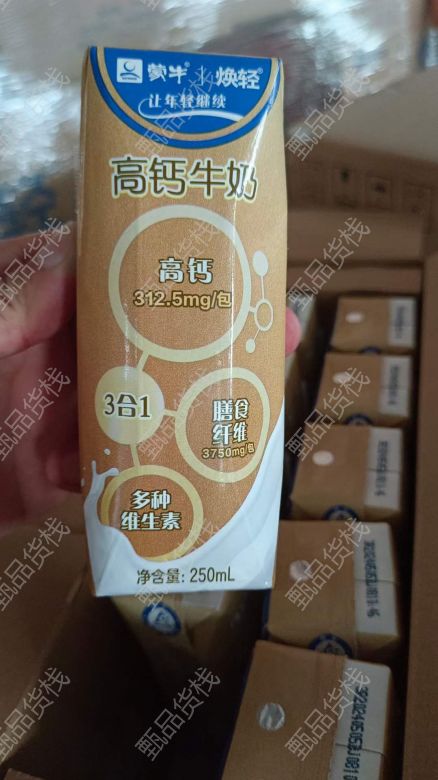 蒙牛 焕轻
让年轻继续
高钙牛奶
高钙
312.5mg/包
3合1
膳食
纤维
3750mg/包
多种
维生素
净含量: 250mL
甄品货栈